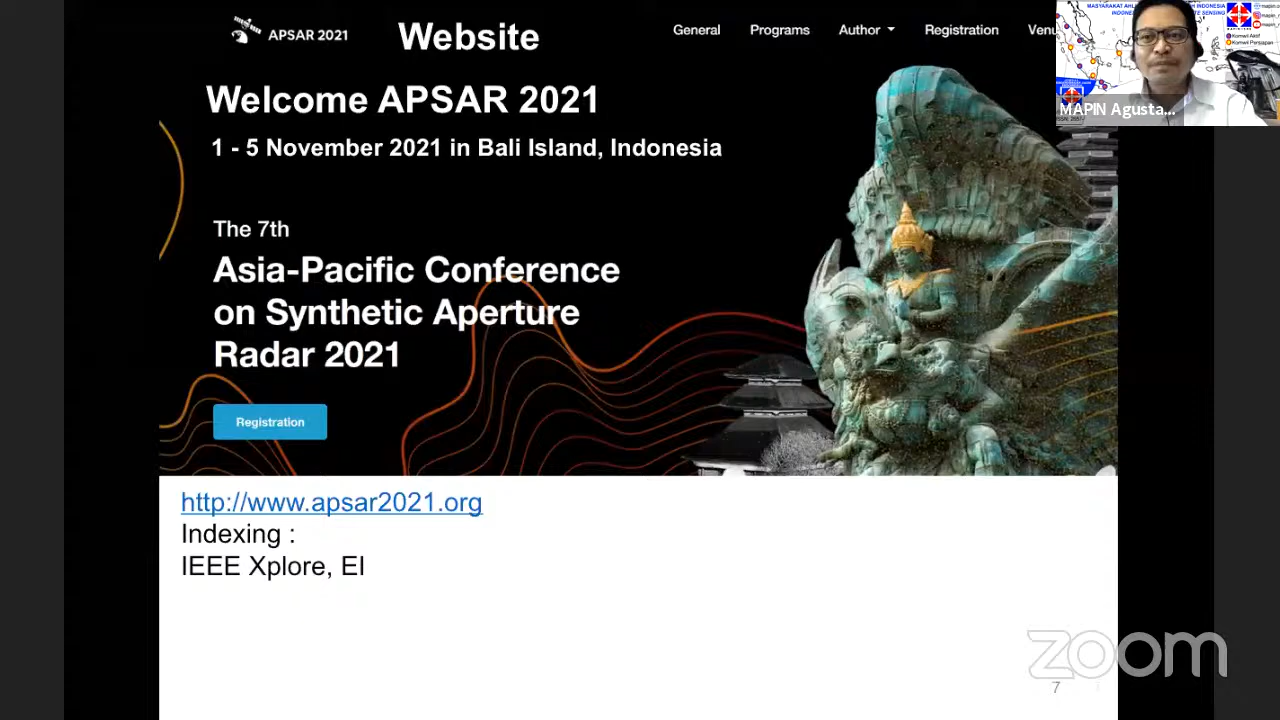 APSAR 2021
Website
General
Programs
Author
Registration
Venu
Welcome APSAR 2021
1 - 5 November 2021 in Bali Island, Indonesia
The 7th
Asia-Pacific Conference
on Synthetic Aperture
Radar 2021
Registration
http://www.apsar2021.org
Indexing :
IEEE Xplore, EI
7
MAPIN Agusta...
zoom